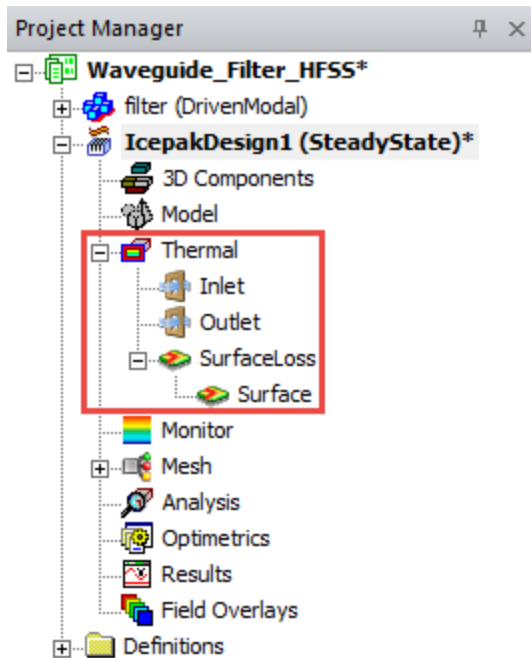 Project Manager
Waveguide_Filter_HFSS*
filter (DrivenModal)
IcepakDesign1 (SteadyState)*
3D Components
Model
Thermal
Inlet
Outlet
SurfaceLoss
Surface
Monitor
Mesh
Analysis
Optimetrics
Results
Field Overlays
Definitions